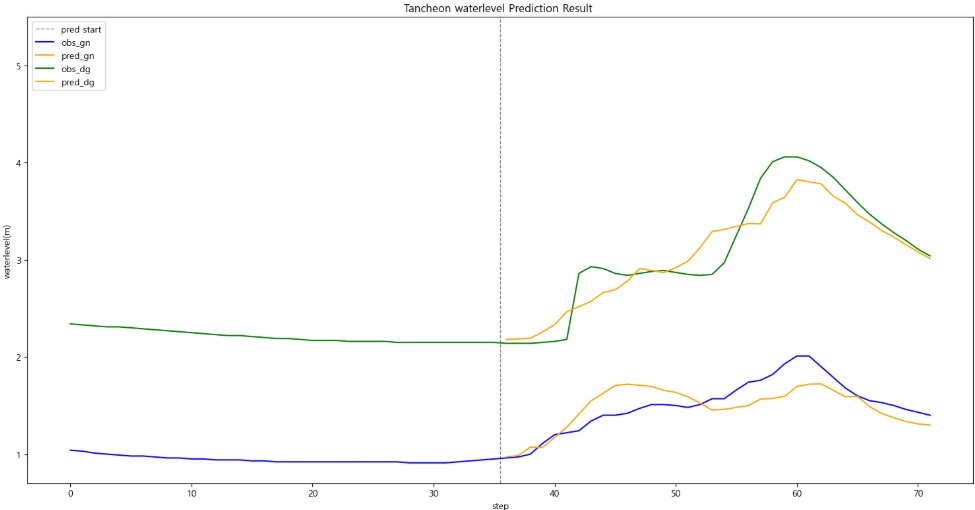 Tancheon waterlevel Prediction Result
pred start
obs_gn
pred_gn
obs_dg
pred_dg
5
4
3
2
1
waterlevel(m)
0 10 20 30 40 50 60 70
step